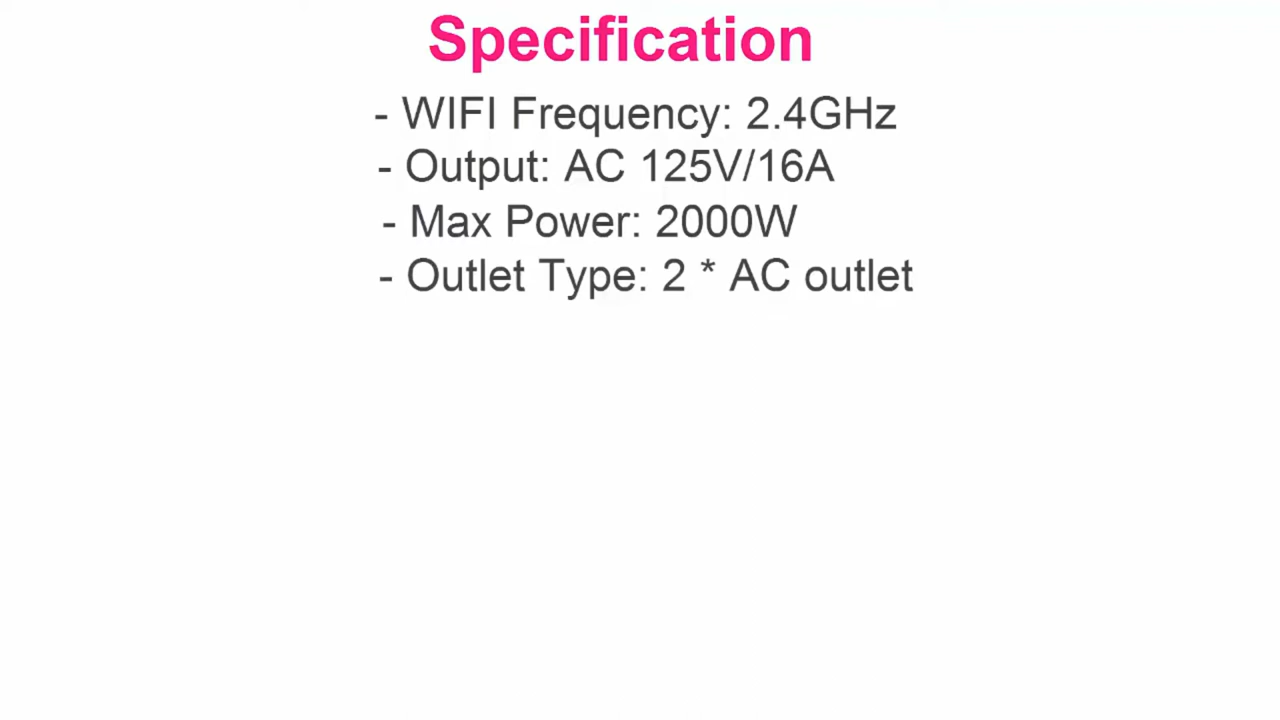 Specification
- WIFI Frequency: 2.4GHz
- Output: AC 125V/16A
- Max Power: 2000W
- Outlet Type: 2 * AC outlet